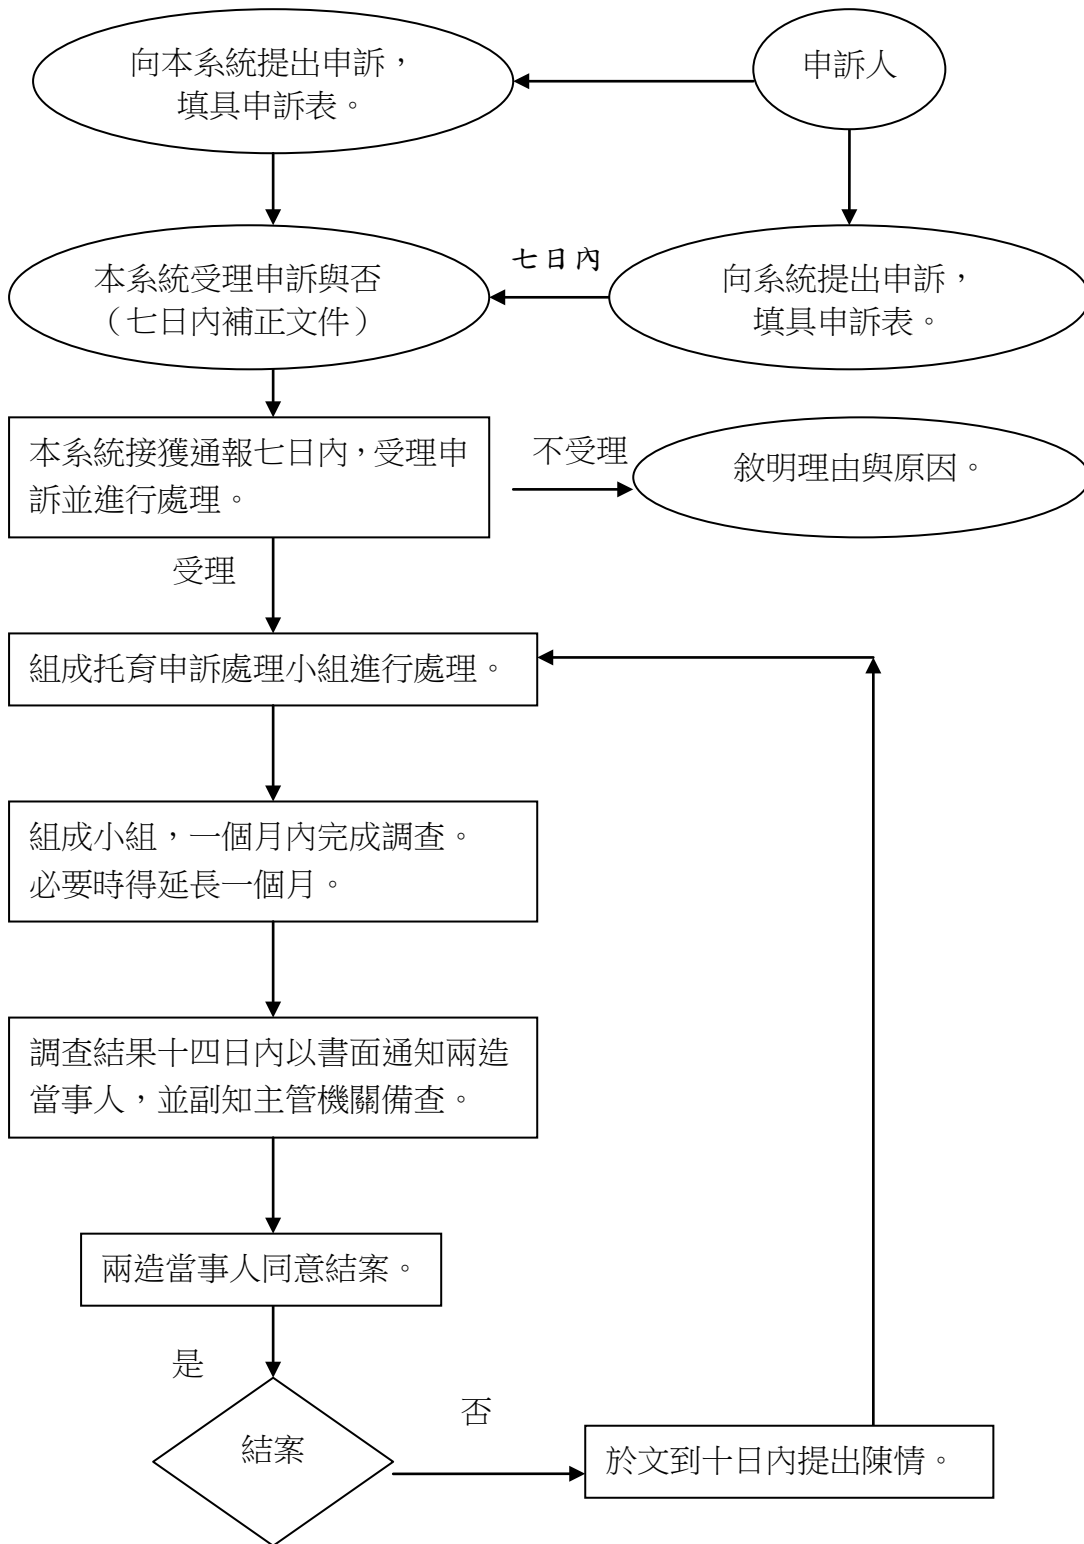 向本系統提出申訴，
填具申訴表。
申訴人
本系統受理申訴與否
（七日內補正文件）
七日內
向系統提出申訴，
填具申訴表。
本系統接獲通報七日內，受理申
訴並進行處理。
不受理
敘明理由與原因。
受理
組成托育申訴處理小組進行處理。
組成小組，一個月內完成調查。
必要時得延長一個月。
調查結果十四日內以書面通知兩造
當事人，並副知主管機關備查。
兩造當事人同意結案。
是
結案
否
於文到十日內提出陳情。